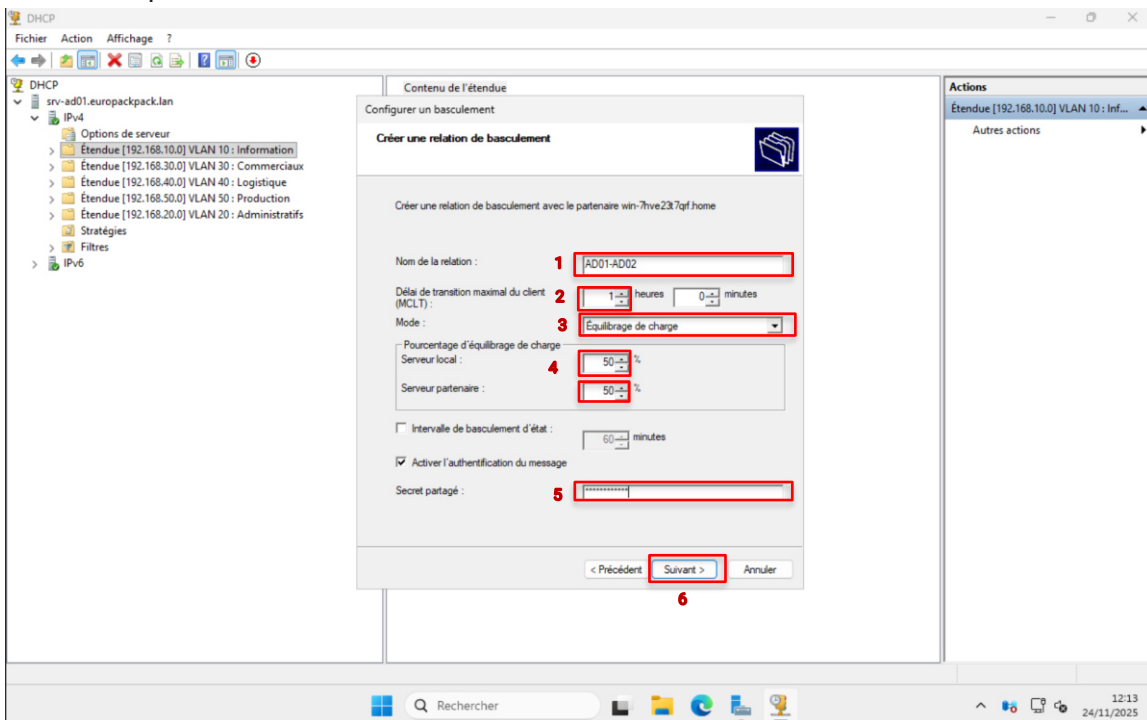 DHCP
Fichier Action Affichage ?
DHCP
srv-ad01.europackpack.lan
IPv4
Options de serveur
Étendue [192.168.10.0] VLAN 10 : Information
Étendue [192.168.30.0] VLAN 30 : Commerciaux
Étendue [192.168.40.0] VLAN 40 : Logistique
Étendue [192.168.50.0] VLAN 50 : Production
Étendue [192.168.20.0] VLAN 20 : Administratifs
Stratégies
Filtres
IPv6
Contenu de l'étendue
Configurer un basculement
Créer une relation de basculement
Créer une relation de basculement avec le partenaire win-7hve23t7qrf.home
Nom de la relation : 1 AD01-AD02
Délai de transition maximal du client 2 1 heures 0 minutes
(MCLT) :
Mode : 3 Équilibrage de charge
Pourcentage d'équilibrage de charge
Serveur local : 4 50 %
Serveur partenaire : 50 %
Intervalle de basculement d'état : 60 minutes
Activer l'authentification du message
Secret partagé : 5 ************
< Précédent Suivant > Annuler
6
Actions
Étendue [192.168.10.0] VLAN 10 : Inf...
Autres actions
Rechercher
12:13
24/11/2025